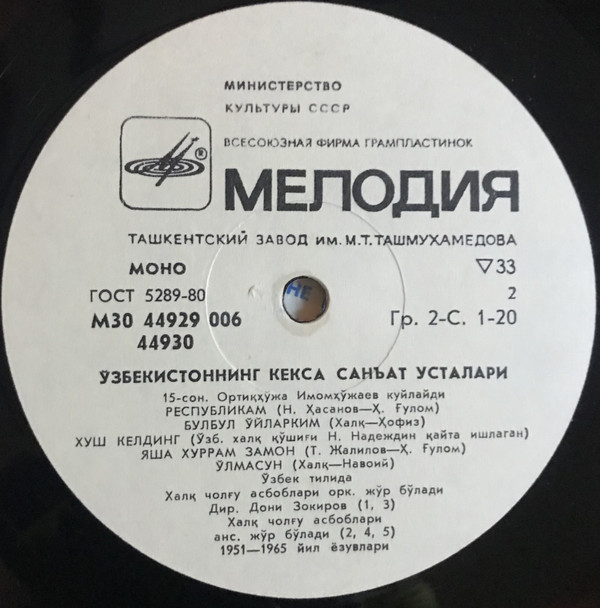 МИНИСТЕРСТВО
КУЛЬТУРЫ СССР
ВСЕСОЮЗНАЯ ФИРМА ГРАМПЛАСТИНОК
®
МЕЛОДИЯ
ТАШКЕНТСКИЙ ЗАВОД ИМ. М.Т.ТАШМУХАМЕДОВА
МОНО ▽33
ГОСТ 5289-80 2
М30 44929 006 Гр. 2-С. 1-20
44930
НЕ
ЎЗБЕКИСТОННИНГ КЕКСА САНЪАТ УСТАЛАРИ
15-сон. Ортиқхўжа Имомхўжаев куйлайди
РЕСПУБЛИКАМ (Н. Ҳасанов—Ҳ. Ғулом)
БУЛБУЛ ЎЙЛАРКИМ (Халқ—Ҳофиз)
ХУШ КЕЛДИНГ (Ўзб. халқ қўшиғи Н. Надеждин қайта ишлаган)
ЯША ХУРРАМ ЗАМОН (Т. Жалилов—Ҳ. Ғулом)
ЎЛМАСУН (Халқ—Навоий)
Ўзбек тилида
Халқ чолғу асбоблари орк. жўр бўлади
Дир. Дони Зокиров (1, 3)
Халқ чолғу асбоблари
анс. жўр бўлади (2, 4, 5)
1951—1965 йил ёзувлари